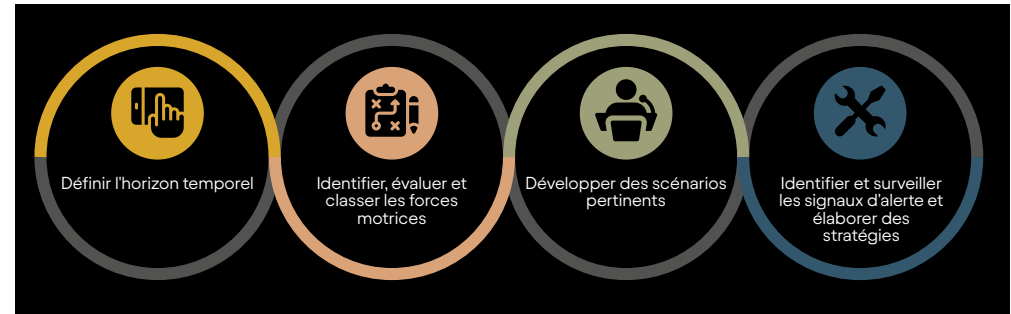 Définir l'horizon temporel
Identifier, évaluer et
classer les forces
motrices
Développer des scénarios
pertinents
Identifier et surveiller
les signaux d'alerte et
élaborer des
stratégies